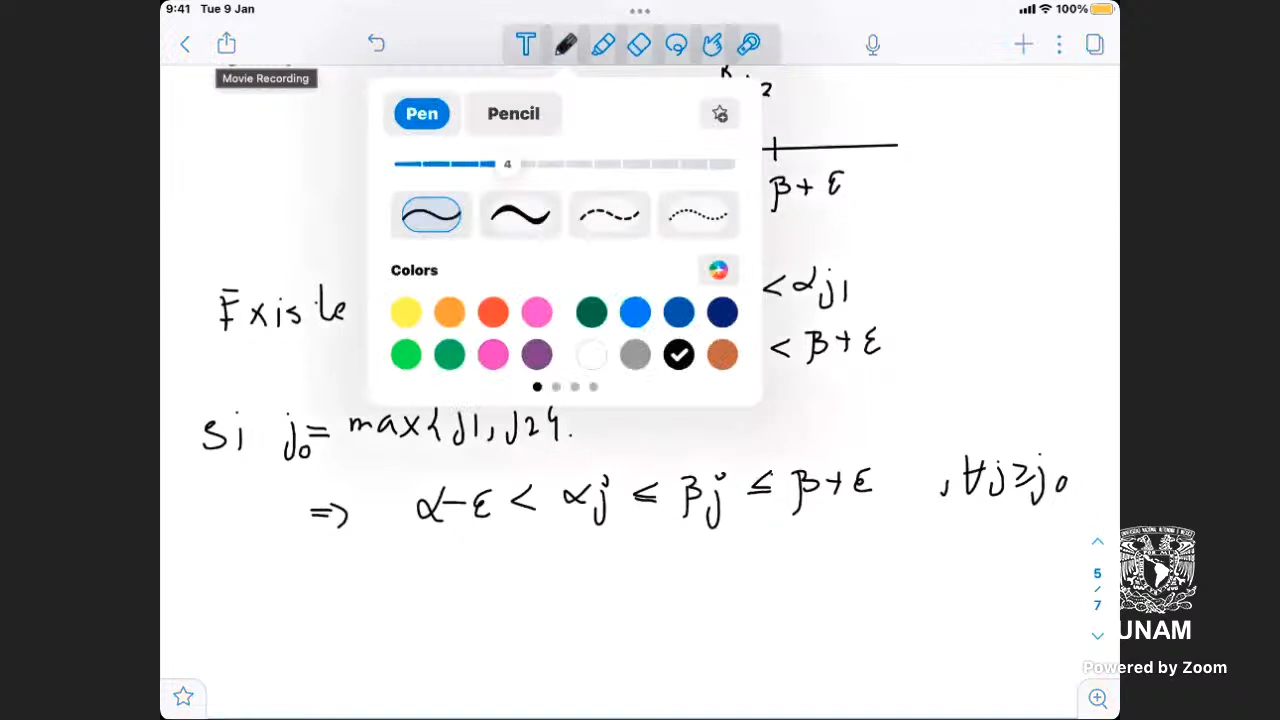 9:41 Tue 9 Jan 100%
T
Movie Recording
2
Pen Pencil
4
β + ε
Colors
Existe < αj1
< β + ε
Si j₀ = max{j1, j2}.
⇒ α - ε < αj ≤ βj ≤ β + ε , ∀j ≥ j₀
5
/
7
UNAM
Powered by Zoom